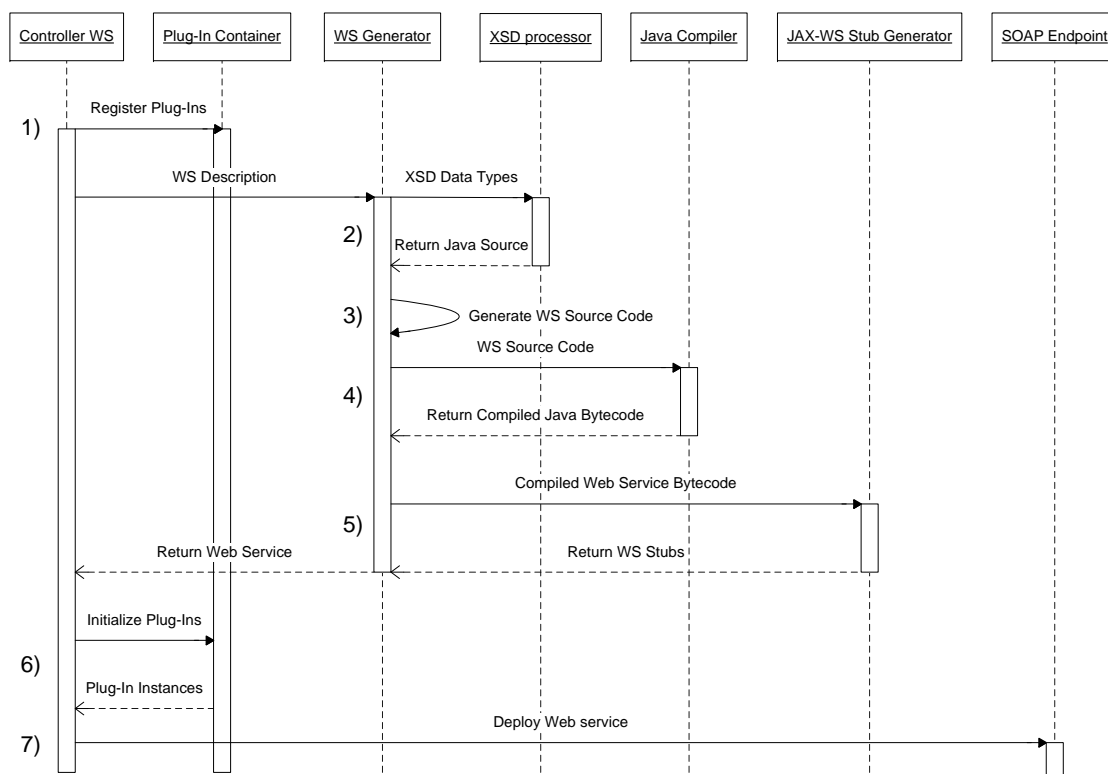 Controller WS
Plug-In Container
WS Generator
XSD processor
Java Compiler
JAX-WS Stub Generator
SOAP Endpoint
Register Plug-Ins
1)
WS Description
XSD Data Types
2)
Return Java Source
3)
Generate WS Source Code
WS Source Code
4)
Return Compiled Java Bytecode
Compiled Web Service Bytecode
5)
Return Web Service
Return WS Stubs
Initialize Plug-Ins
6)
Plug-In Instances
Deploy Web service
7)